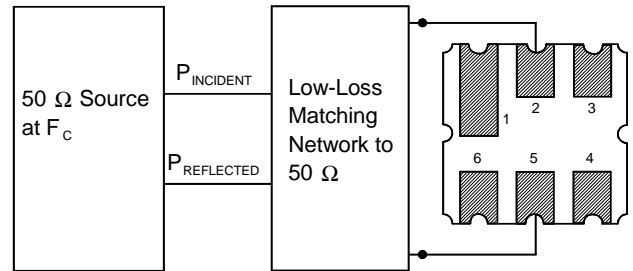 50 Ω Source
at F_C
P_INCIDENT
P_REFLECTED
Low-Loss
Matching
Network to
50 Ω
1
2
3
6
5
4